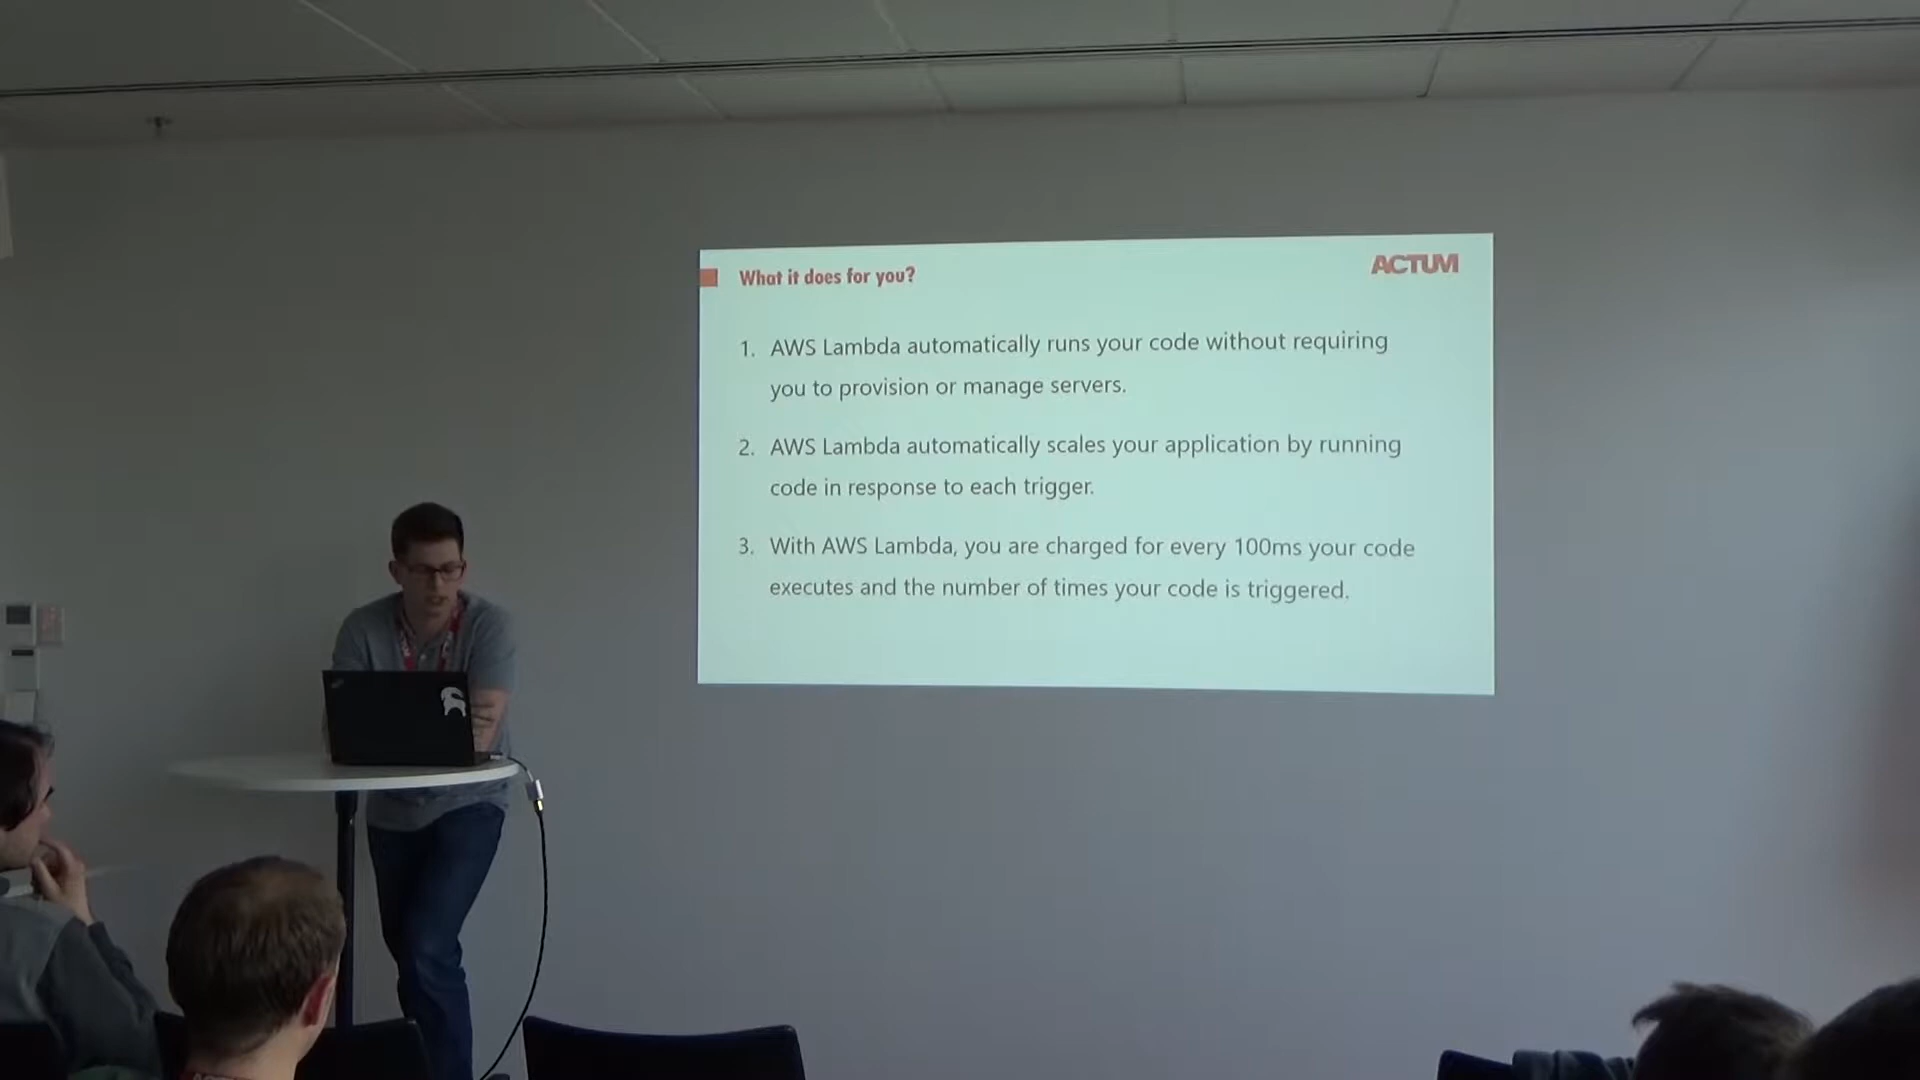 What it does for you?
ACTUM
1. AWS Lambda automatically runs your code without requiring
you to provision or manage servers.
2. AWS Lambda automatically scales your application by running
code in response to each trigger.
3. With AWS Lambda, you are charged for every 100ms your code
executes and the number of times your code is triggered.